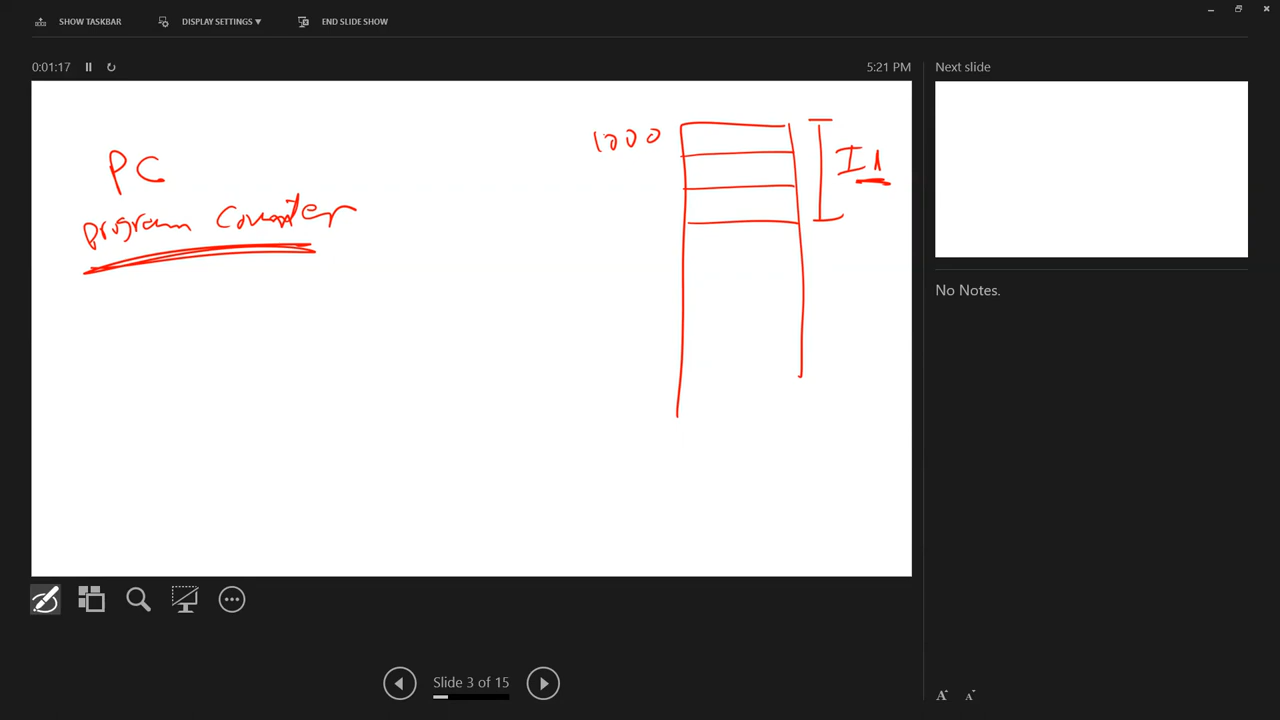 SHOW TASKBAR
DISPLAY SETTINGS ▼
END SLIDE SHOW
0:01:17
5:21 PM
Next slide
1000
PC
I1
program Counter
No Notes.
Slide 3 of 15
A A